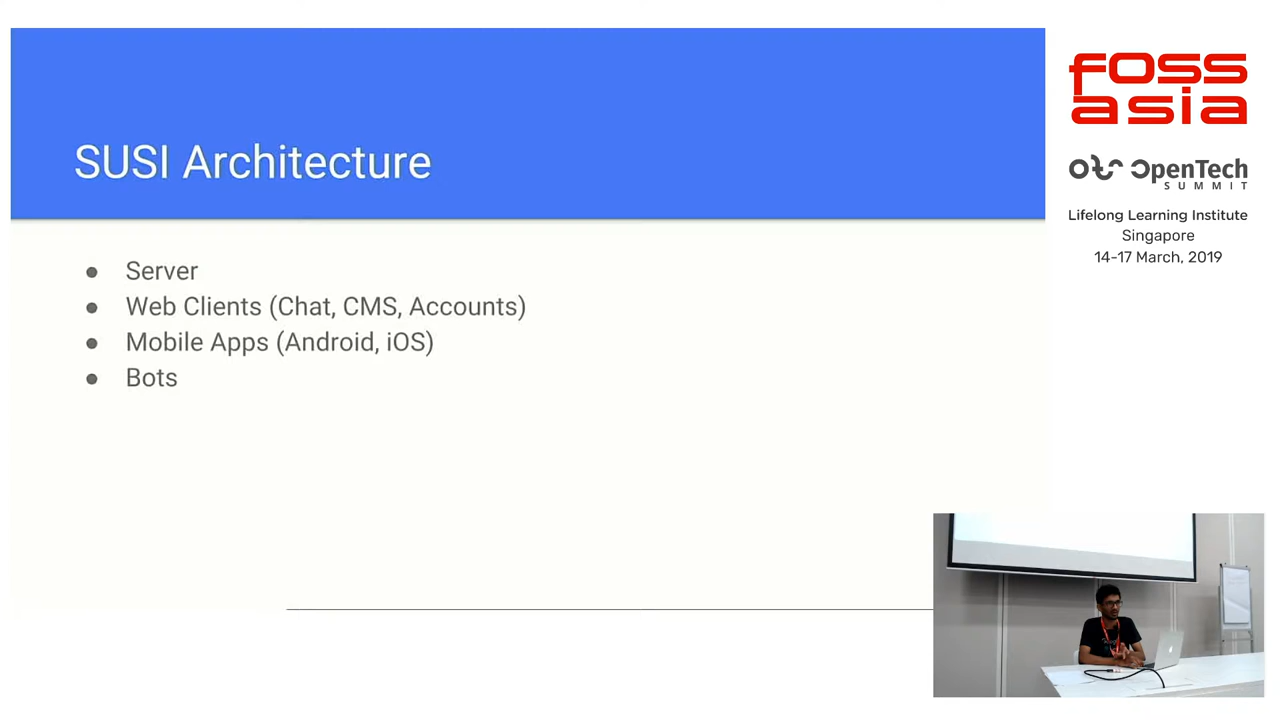 SUSI Architecture
● Server
● Web Clients (Chat, CMS, Accounts)
● Mobile Apps (Android, iOS)
● Bots
foss
asia
OpenTech
SUMMIT
Lifelong Learning Institute
Singapore
14-17 March, 2019